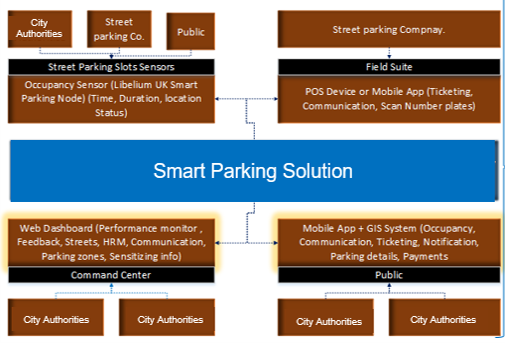 City
Authorities
Street
parking Co.
Public
Street parking Compnay.
Street Parking Slots Sensors
Field Suite
Occupancy Sensor (Libelium UK Smart
Parking Node) (Time, Duration, location
Status)
POS Device or Mobile App (Ticketing,
Communication, Scan Number plates)
Smart Parking Solution
Web Dashboard (Performance monitor ,
Feedback, Streets, HRM, Communication,
Parking zones, Sensitizing info)
Mobile App + GIS System (Occupancy,
Communication, Ticketing, Notification,
Parking details, Payments
Command Center
Public
City Authorities
City Authorities
City Authorities
City Authorities